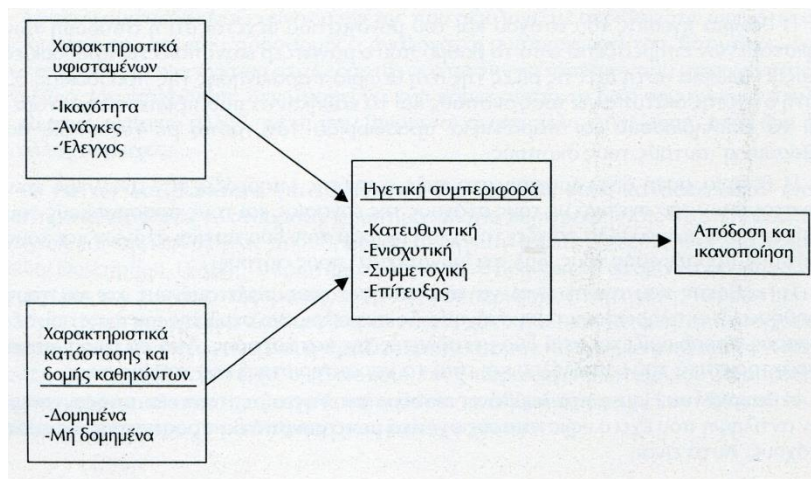 Χαρακτηριστικά
υφισταμένων
-Ικανότητα
-Ανάγκες
-Έλεγχος
Ηγετική συμπεριφορά
-Κατευθυντική
-Ενισχυτική
-Συμμετοχική
-Επίτευξης
Απόδοση και
ικανοποίηση
Χαρακτηριστικά
κατάστασης και
δομής καθηκόντων
-Δομημένα
-Μή δομημένα